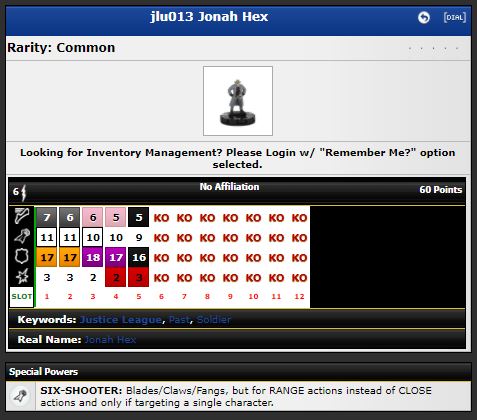 jlu013 Jonah Hex
[DIAL]
Rarity: Common
Looking for Inventory Management? Please Login w/ "Remember Me?" option
selected.
6 No Affiliation 60 Points
7 6 6 5 5 KO KO KO KO KO KO KO
11 11 10 10 9 KO KO KO KO KO KO KO
17 17 18 17 16 KO KO KO KO KO KO KO
3 3 2 2 3 KO KO KO KO KO KO KO
SLOT 1 2 3 4 5 6 7 8 9 10 11 12
Keywords: Justice League, Past, Soldier
Real Name: Jonah Hex
Special Powers
SIX-SHOOTER: Blades/Claws/Fangs, but for RANGE actions instead of CLOSE
actions and only if targeting a single character.